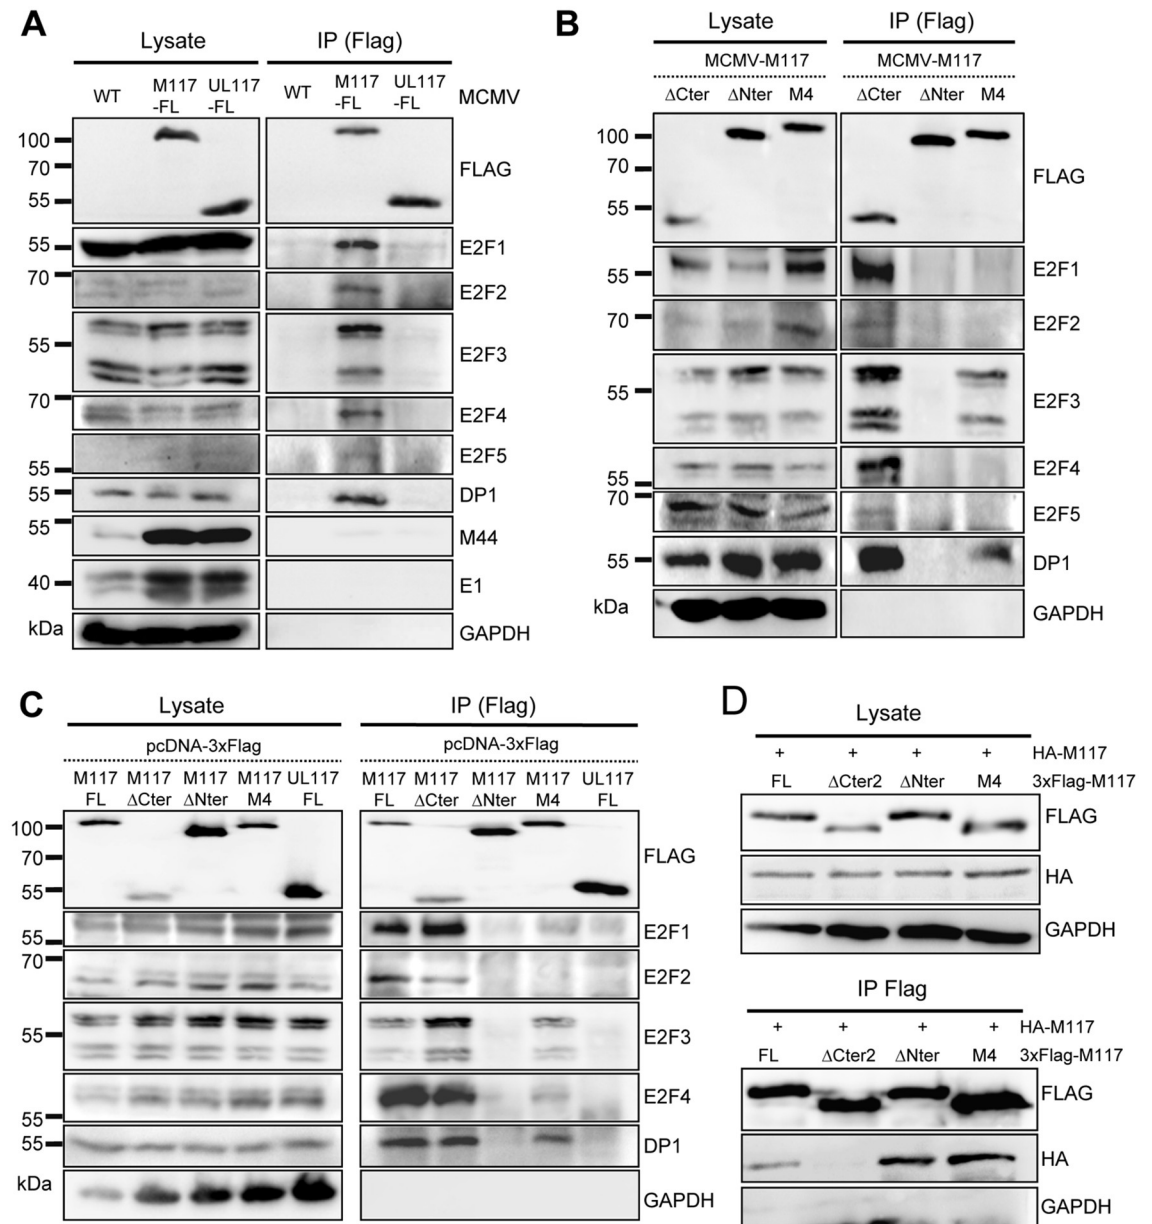 A
Lysate IP (Flag)
WT M117 -FL UL117 -FL WT M117 -FL UL117 -FL MCMV
100
70
55
FLAG
55 E2F1
70 E2F2
55 E2F3
70 E2F4
55 E2F5
55 DP1
55 M44
40 E1
kDa GAPDH
B
Lysate IP (Flag)
MCMV-M117 MCMV-M117
ΔCter ΔNter M4 ΔCter ΔNter M4
100
70
55
FLAG
55 E2F1
70 E2F2
55 E2F3
55 E2F4
70 E2F5
55 DP1
kDa GAPDH
C
Lysate IP (Flag)
pcDNA-3xFlag pcDNA-3xFlag
M117 M117 M117 M117 UL117 M117 M117 M117 M117 UL117
FL ΔCter ΔNter M4 FL FL ΔCter ΔNter M4 FL
100
70
55
FLAG
55 E2F1
70 E2F2
55 E2F3
55 E2F4
55 DP1
kDa GAPDH
D
Lysate
+ + + + HA-M117
FL ΔCter2 ΔNter M4 3xFlag-M117
FLAG
HA
GAPDH
IP Flag
+ + + + HA-M117
FL ΔCter2 ΔNter M4 3xFlag-M117
FLAG
HA
GAPDH